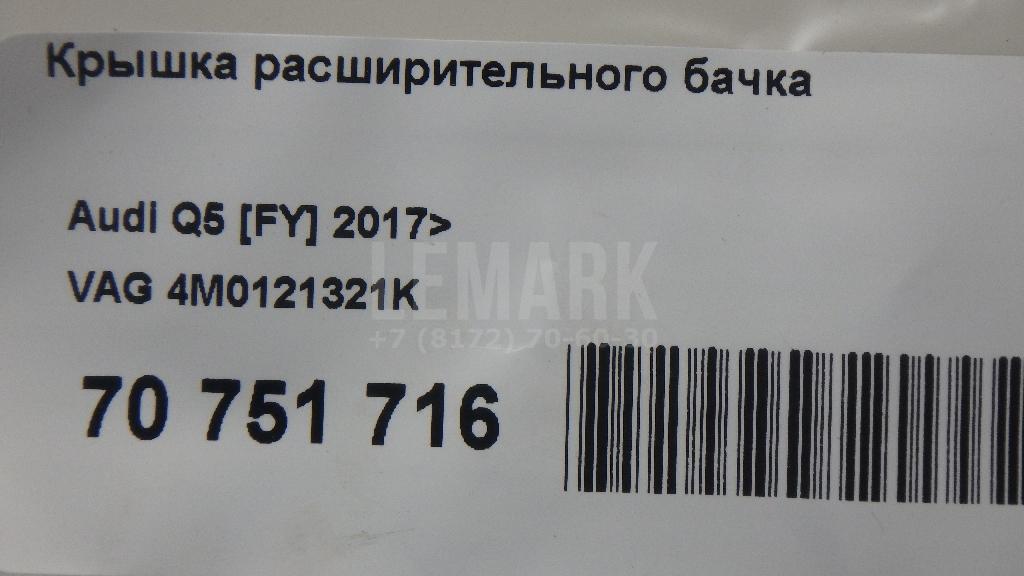 Крышка расширительного бачка
Audi Q5 [FY] 2017>
VAG 4M0121321K
LEMARK
+7 (8172) 70-60-30
70 751 716